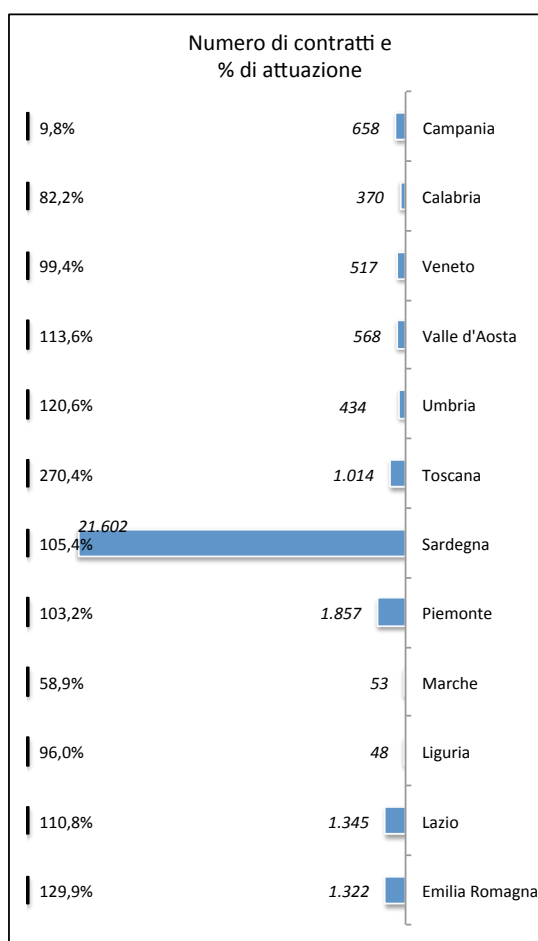 Numero di contratti e
% di attuazione
9,8% 658 Campania
82,2% 370 Calabria
99,4% 517 Veneto
113,6% 568 Valle d'Aosta
120,6% 434 Umbria
270,4% 1.014 Toscana
21.602
105,4% Sardegna
103,2% 1.857 Piemonte
58,9% 53 Marche
96,0% 48 Liguria
110,8% 1.345 Lazio
129,9% 1.322 Emilia Romagna